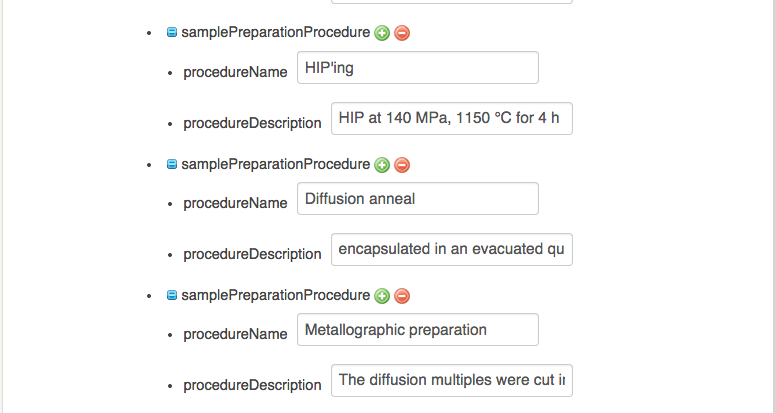 samplePreparationProcedure
procedureName HIP'ing
procedureDescription HIP at 140 MPa, 1150 °C for 4 h
samplePreparationProcedure
procedureName Diffusion anneal
procedureDescription encapsulated in an evacuated qu
samplePreparationProcedure
procedureName Metallographic preparation
procedureDescription The diffusion multiples were cut in